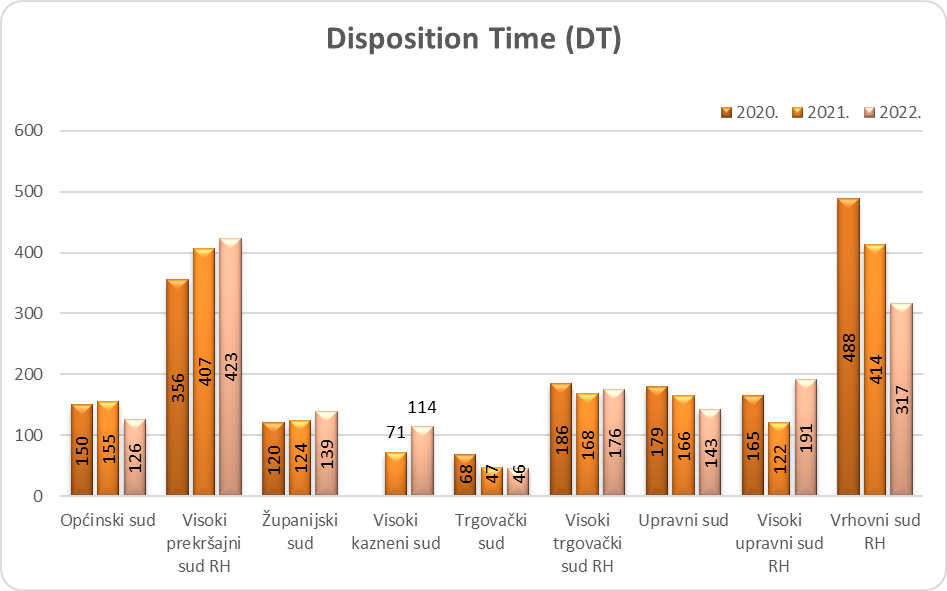 Disposition Time (DT)
2020. 2021. 2022.
600
500
400
300
200
100
0
150 155 126
356 407 423
120 124 139
71 114
68 47 46
186 168 176
179 166 143
165 122 191
488 414 317
Općinski sud
Visoki
prekršajni
sud RH
Županijski
sud
Visoki
kazneni sud
Trgovački
sud
Visoki
trgovački
sud RH
Upravni sud
Visoki
upravni sud
RH
Vrhovni sud
RH